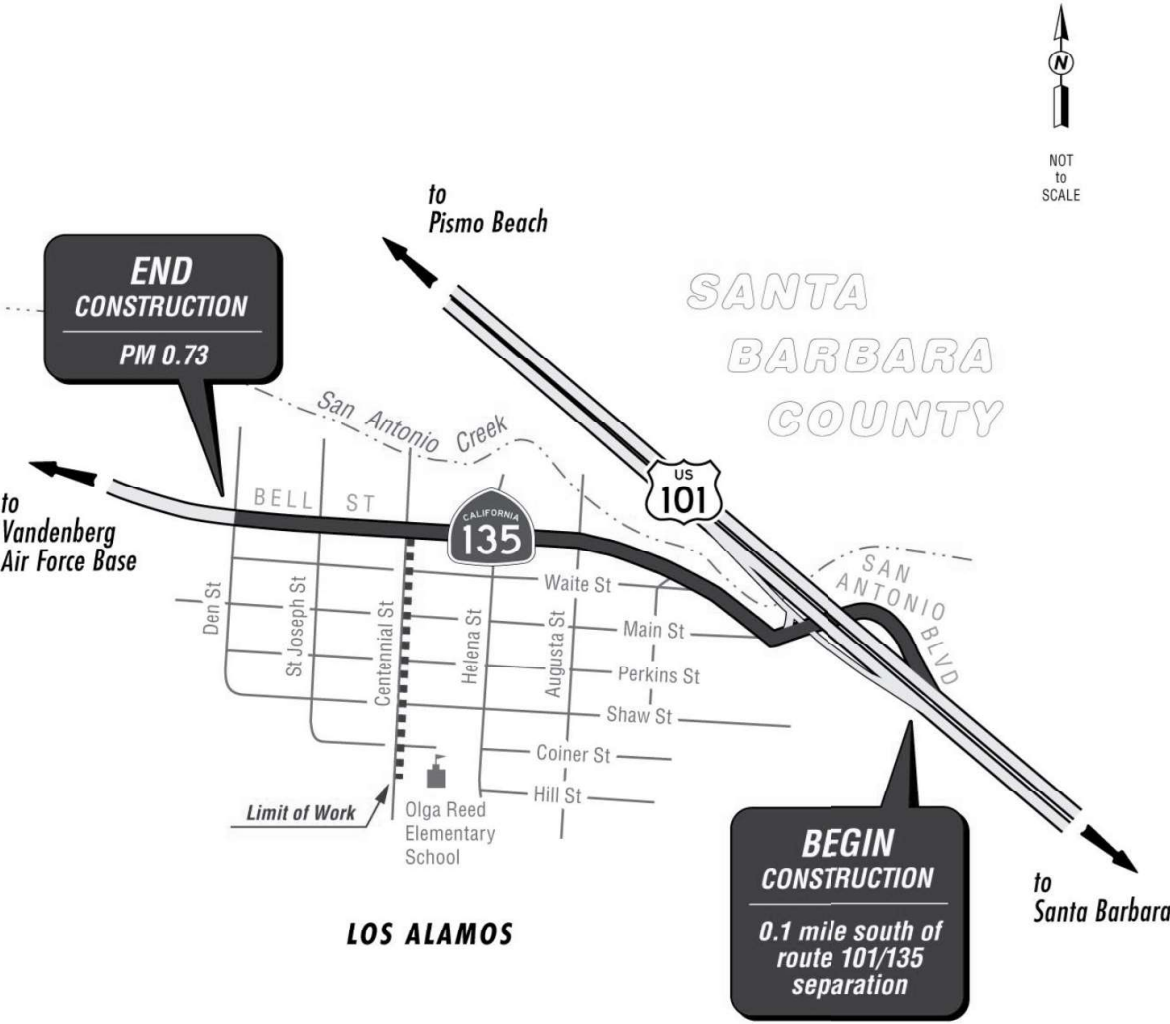 N
NOT
to
SCALE
to
Pismo Beach
END
CONSTRUCTION
PM 0.73
SANTA
BARBARA
COUNTY
San Antonio Creek
US
101
to
Vandenberg
Air Force Base
BELL ST
CALIFORNIA
135
SAN
ANTONIO
BLVD
Den St
St Joseph St
Centennial St
Helena St
Augusta St
Waite St
Main St
Perkins St
Shaw St
Coiner St
Hill St
Limit of Work
Olga Reed
Elementary
School
BEGIN
CONSTRUCTION
0.1 mile south of
route 101/135
separation
to
Santa Barbara
LOS ALAMOS